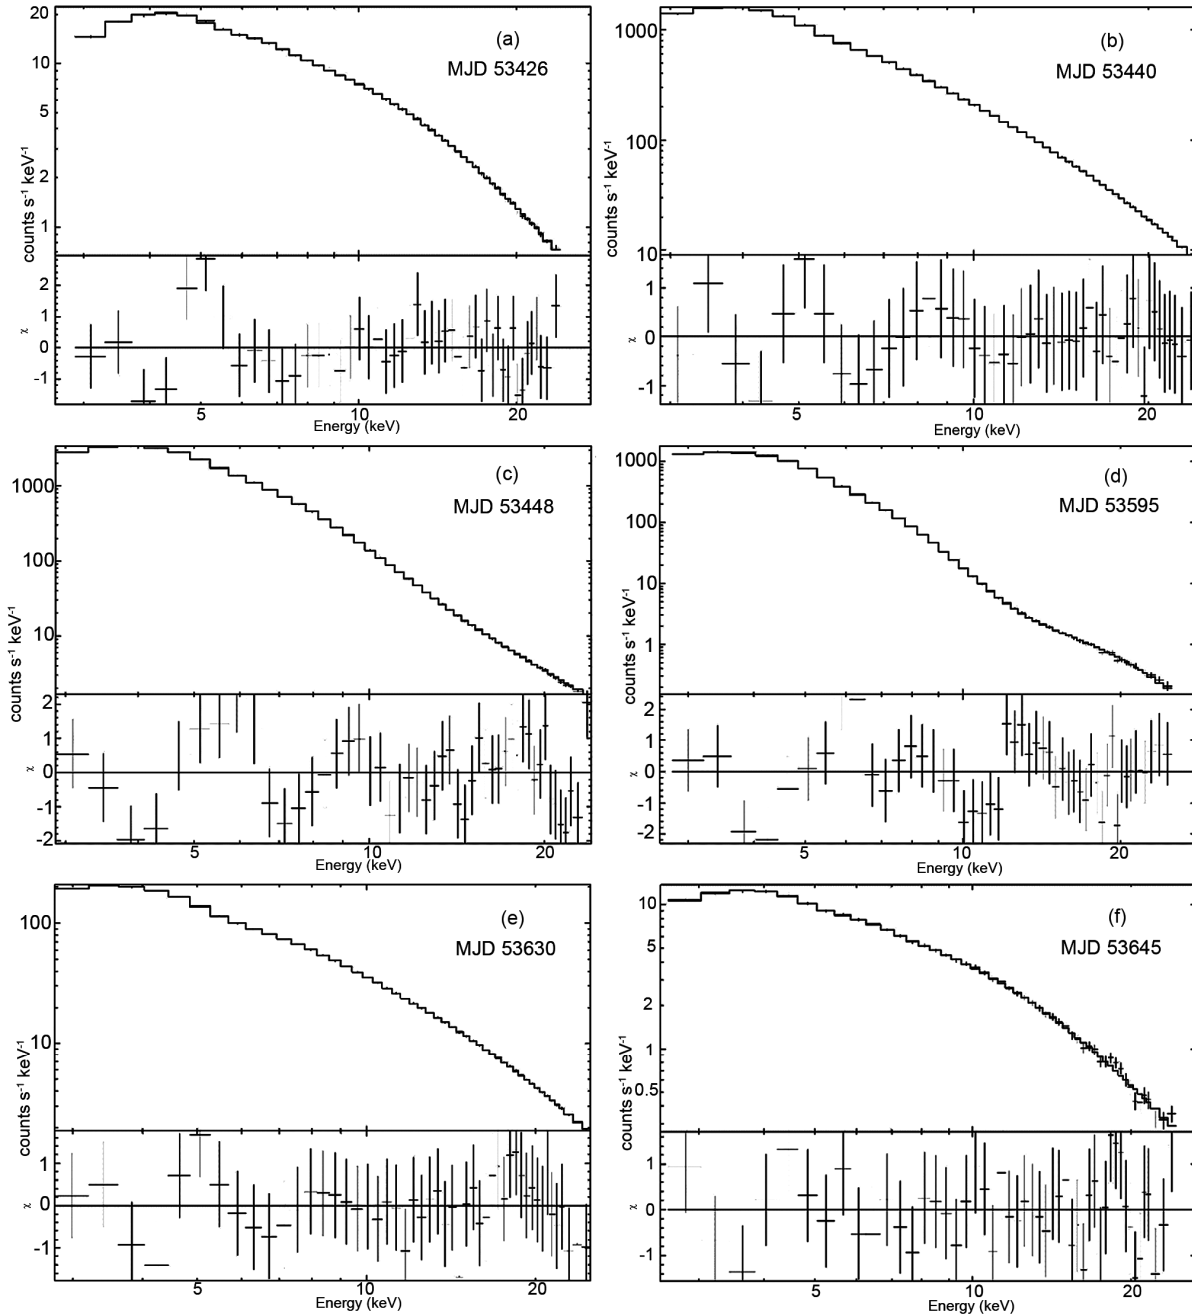 20
10
5
2
1
(a)
MJD 53426
counts s⁻¹ keV⁻¹
2
1
0
-1
χ
5
10
20
Energy (keV)
1000
100
10
(b)
MJD 53440
counts s⁻¹ keV⁻¹
1
0
-1
χ
5
10
20
Energy (keV)
1000
100
10
(c)
MJD 53448
counts s⁻¹ keV⁻¹
2
1
0
-1
-2
χ
5
10
20
Energy (keV)
1000
100
10
1
(d)
MJD 53595
counts s⁻¹ keV⁻¹
2
1
0
-1
-2
χ
5
10
20
Energy (keV)
100
10
(e)
MJD 53630
counts s⁻¹ keV⁻¹
1
0
-1
χ
5
10
20
Energy (keV)
10
5
2
1
0.5
(f)
MJD 53645
counts s⁻¹ keV⁻¹
1
0
-1
χ
5
10
20
Energy (keV)